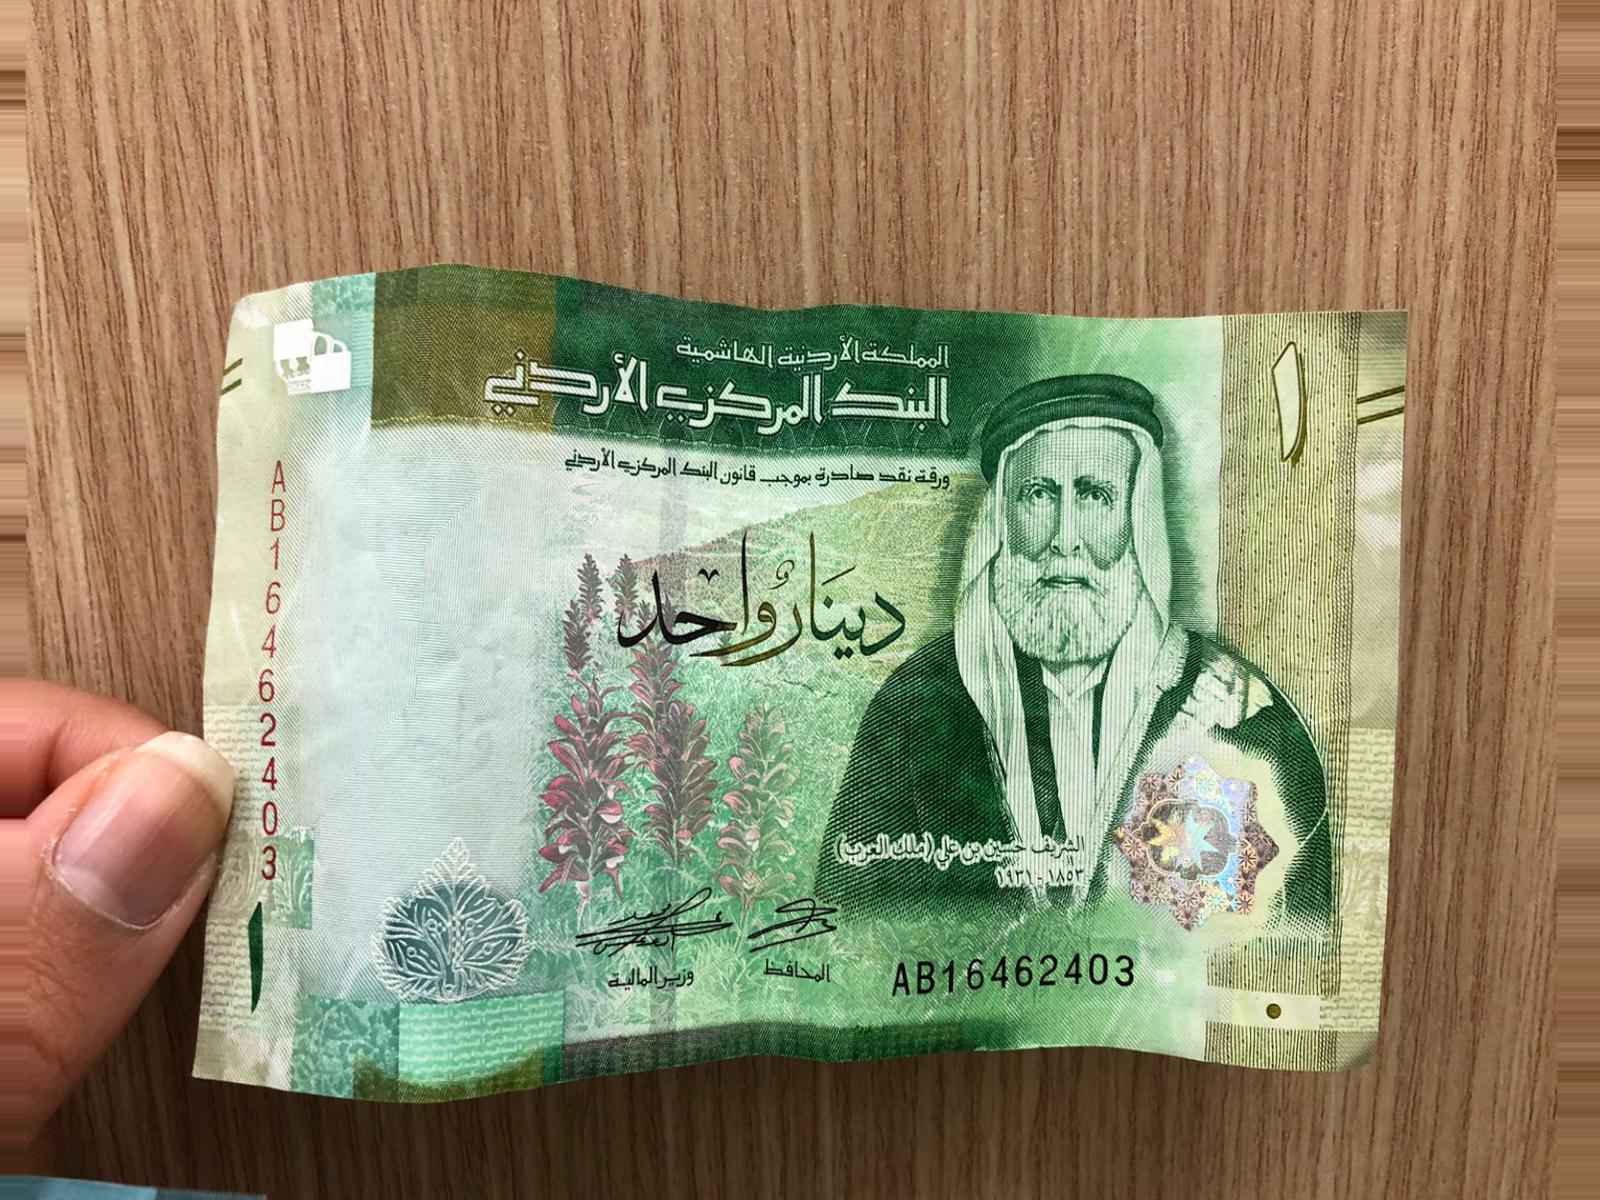 المملكة الأردنية الهاشمية
البنك المركزي الأردني
ورقة نقد صادرة بموجب قانون البنك المركزي الأردني
١
دينار واحد
AB16462403
الشريف حسين بن علي (ملك العرب)
١٨٥٣ - ١٩٣١
المحافظ
وزير المالية
AB16462403
١